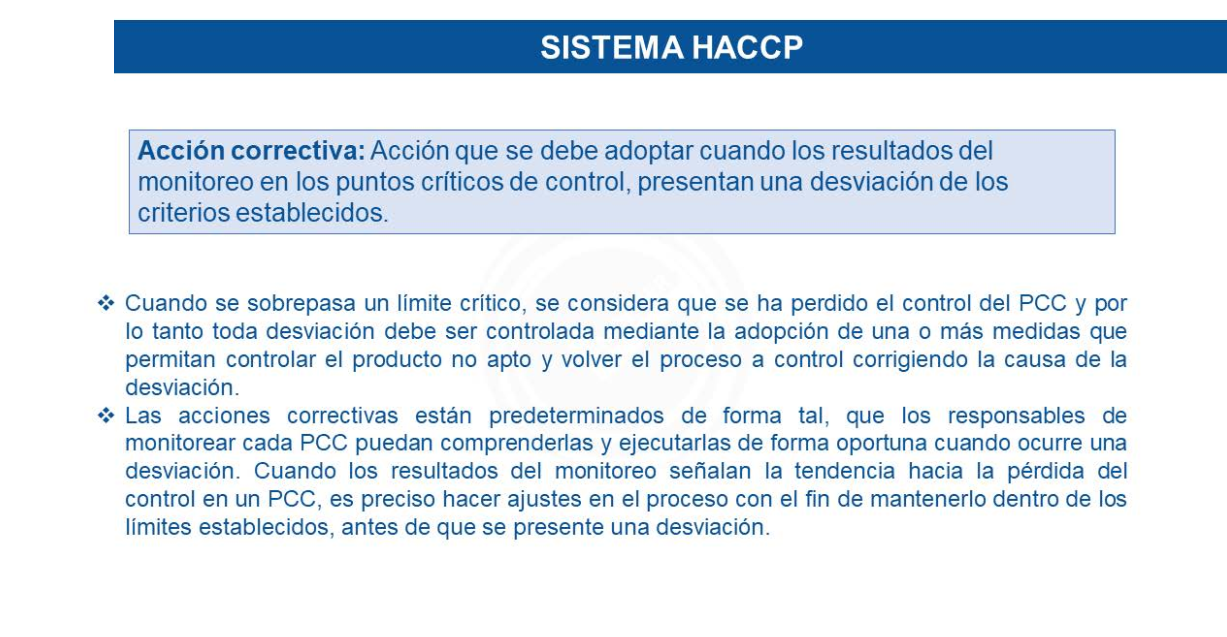 SISTEMA HACCP
Acción correctiva: Acción que se debe adoptar cuando los resultados del
monitoreo en los puntos críticos de control, presentan una desviación de los
criterios establecidos.
❖ Cuando se sobrepasa un límite crítico, se considera que se ha perdido el control del PCC y por
lo tanto toda desviación debe ser controlada mediante la adopción de una o más medidas que
permitan controlar el producto no apto y volver el proceso a control corrigiendo la causa de la
desviación.
❖ Las acciones correctivas están predeterminados de forma tal, que los responsables de
monitorear cada PCC puedan comprenderlas y ejecutarlas de forma oportuna cuando ocurre una
desviación. Cuando los resultados del monitoreo señalan la tendencia hacia la pérdida del
control en un PCC, es preciso hacer ajustes en el proceso con el fin de mantenerlo dentro de los
límites establecidos, antes de que se presente una desviación.